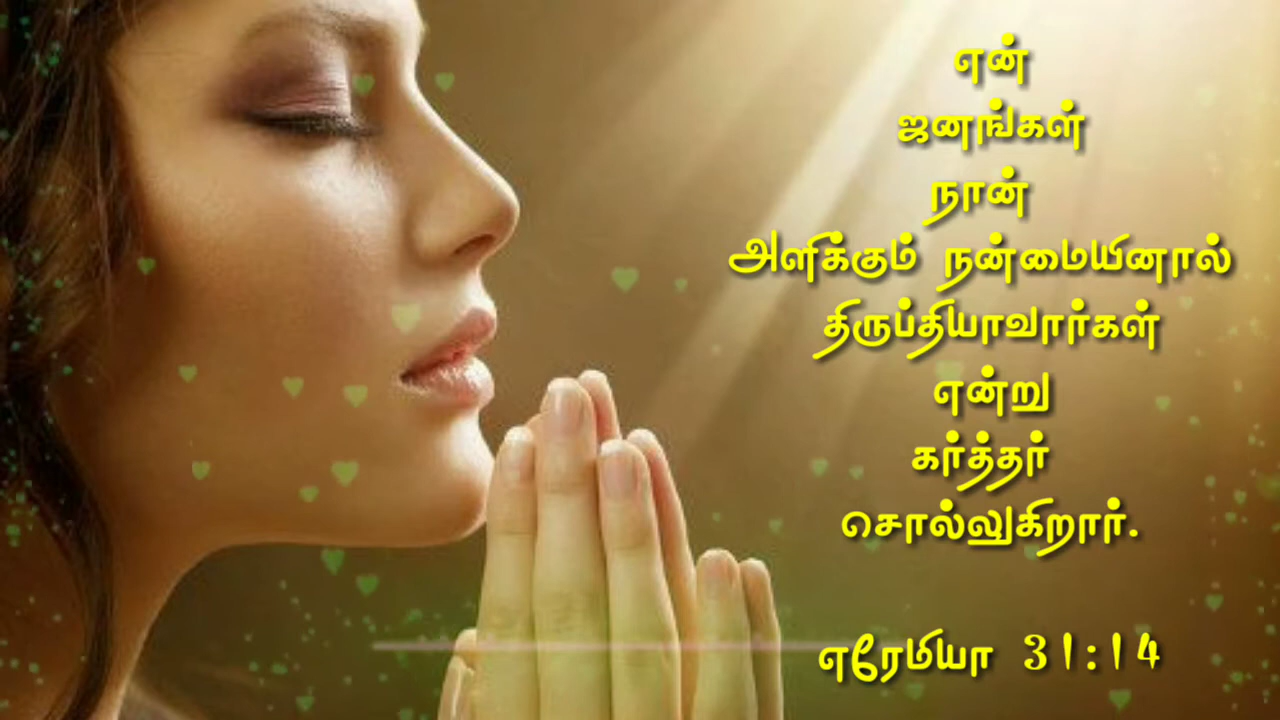 என்
ஜனங்கள்
நான்
அளிக்கும் நன்மையினால்
திருப்தியாவார்கள்
என்று
கர்த்தர்
சொல்லுகிறார்.
எரேமியா 31:14